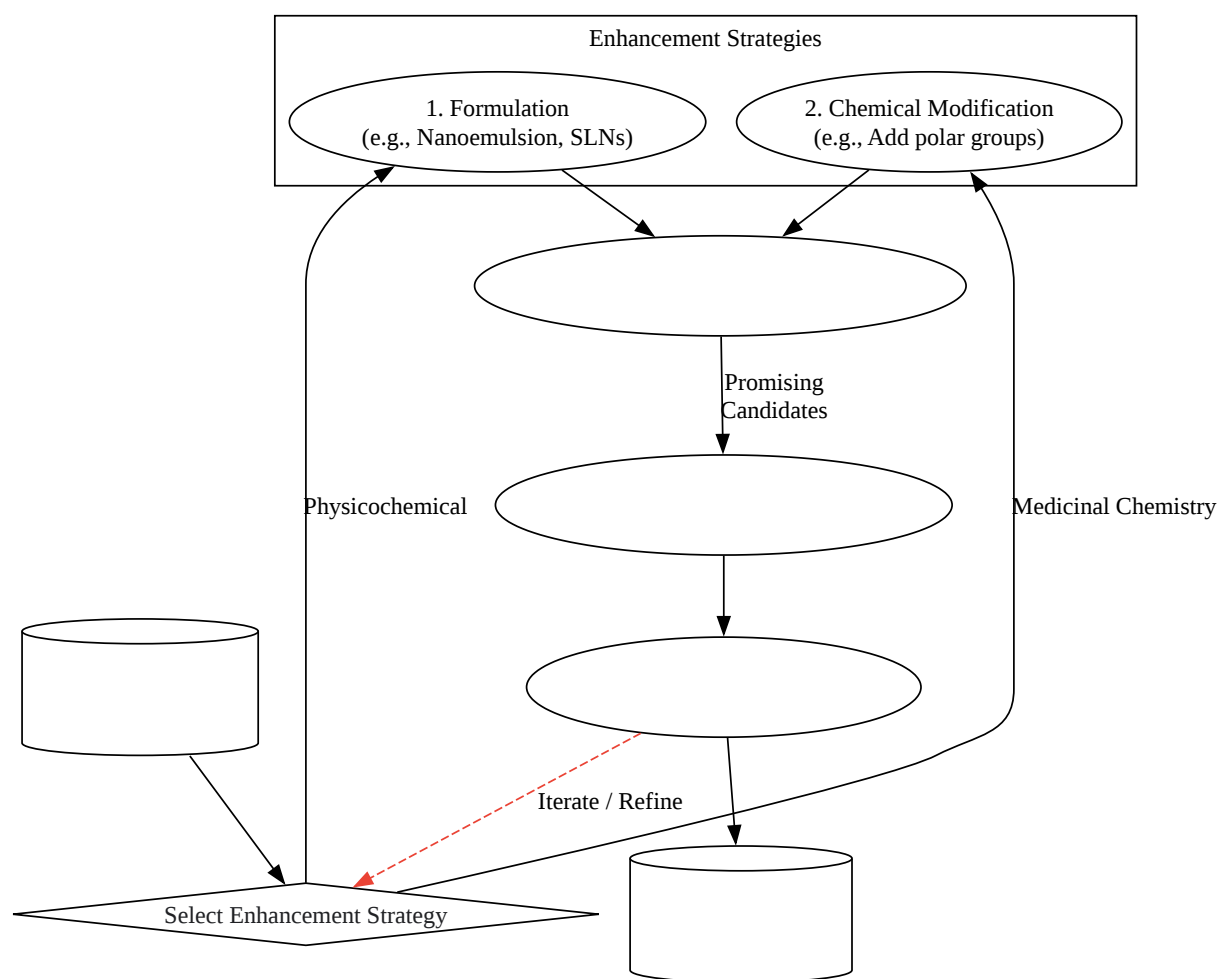 Enhancement Strategies
1. Formulation
(e.g., Nanoemulsion, SLNs)
2. Chemical Modification
(e.g., Add polar groups)
Promising
Candidates
Physicochemical
Medicinal Chemistry
Iterate / Refine
Select Enhancement Strategy